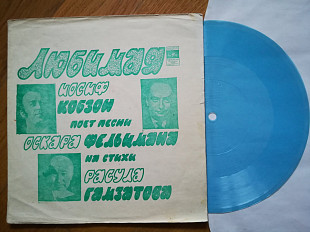 Любимая
ИОСИФ
КОБЗОН
ПОЕТ ПЕСНИ
ОСКАРА ФЕЛЬЦМАНА
НА СТИХИ
РАСУЛА
ГАМЗАТОВА